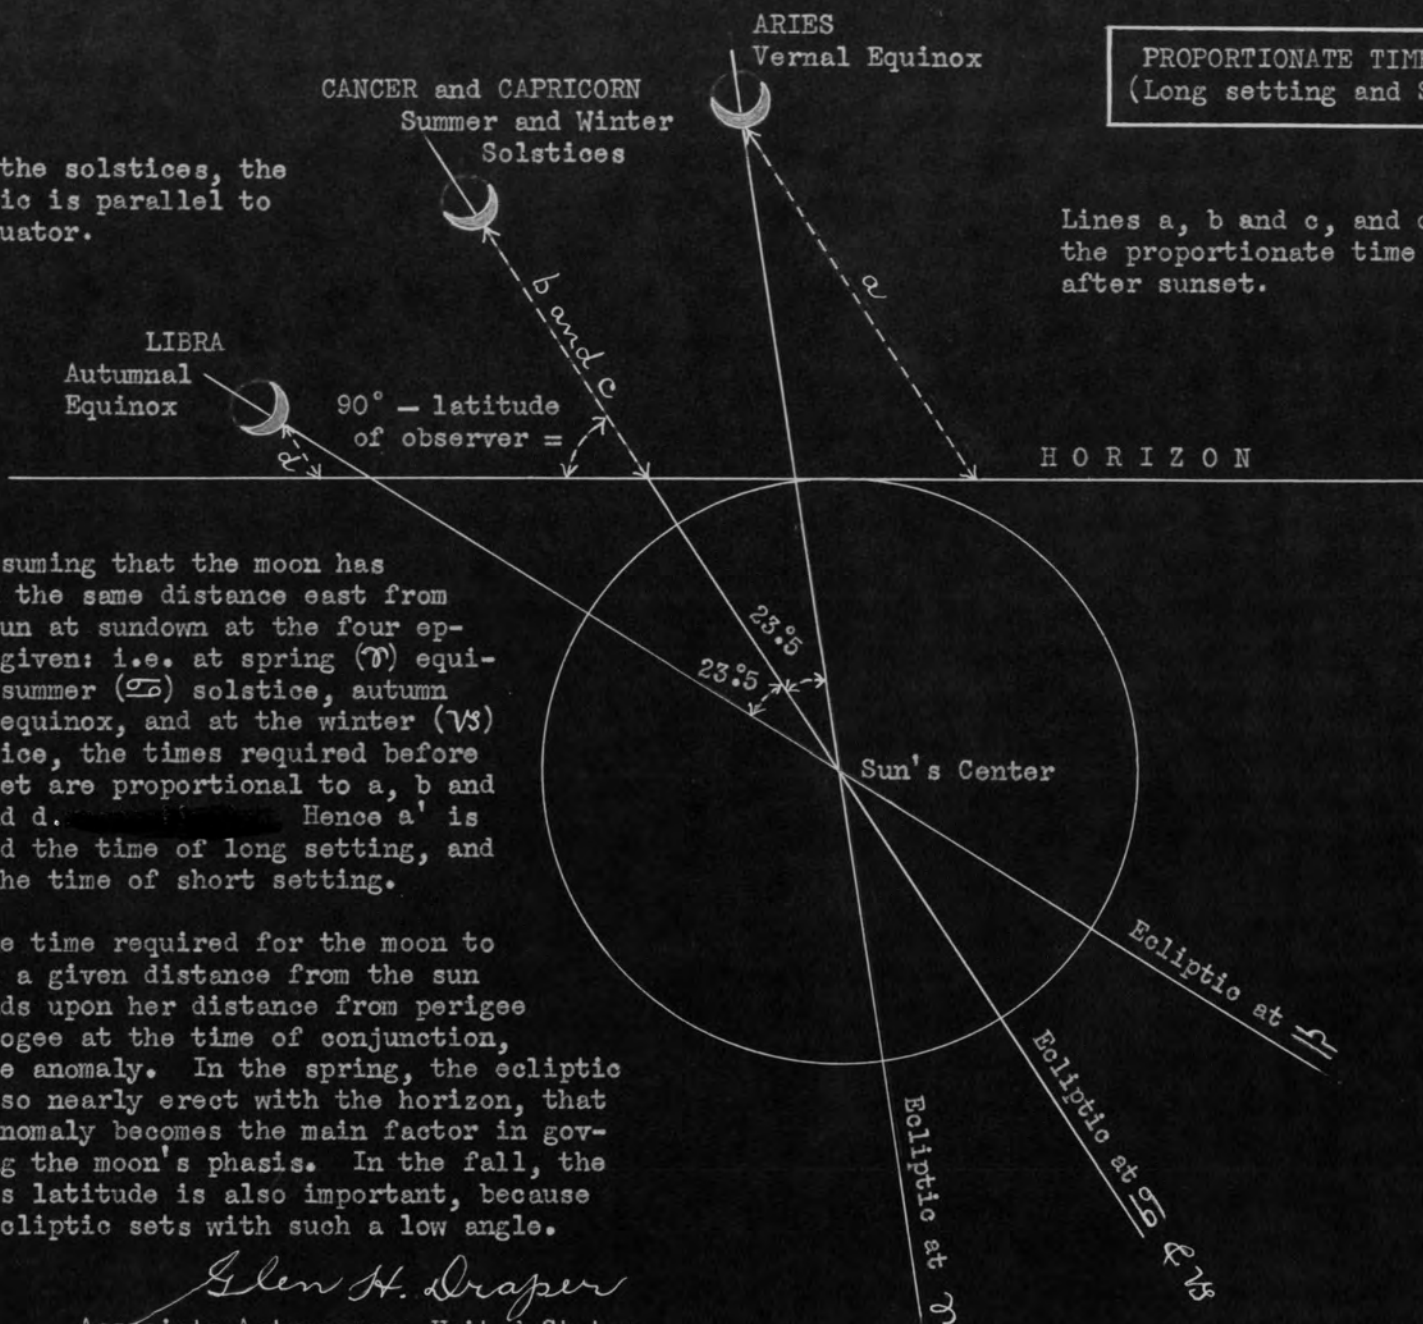 ARIES
Vernal Equinox
PROPORTIONATE TIME
(Long setting and S
CANCER and CAPRICORN
Summer and Winter
Solstices
the solstices, the
ic is parallel to
uator.
Lines a, b and c, and d
the proportionate time
after sunset.
a
b and c
LIBRA
Autumnal
Equinox
90° — latitude
of observer =
d
HORIZON
suming that the moon has
the same distance east from
un at sundown at the four ep-
given: i.e. at spring (♈) equi-
summer (♋) solstice, autumn
equinox, and at the winter (♑)
ice, the times required before
et are proportional to a, b and
d d. Hence a' is
d the time of long setting, and
he time of short setting.
23°.5
23°.5
Sun's Center
e time required for the moon to
a given distance from the sun
ds upon her distance from perigee
ogee at the time of conjunction,
e anomaly. In the spring, the ecliptic
so nearly erect with the horizon, that
nomaly becomes the main factor in gov-
g the moon's phasis. In the fall, the
s latitude is also important, because
cliptic sets with such a low angle.
Ecliptic at ♎
Ecliptic at ♋ & ♑
Ecliptic at ♈
Glen H. Draper